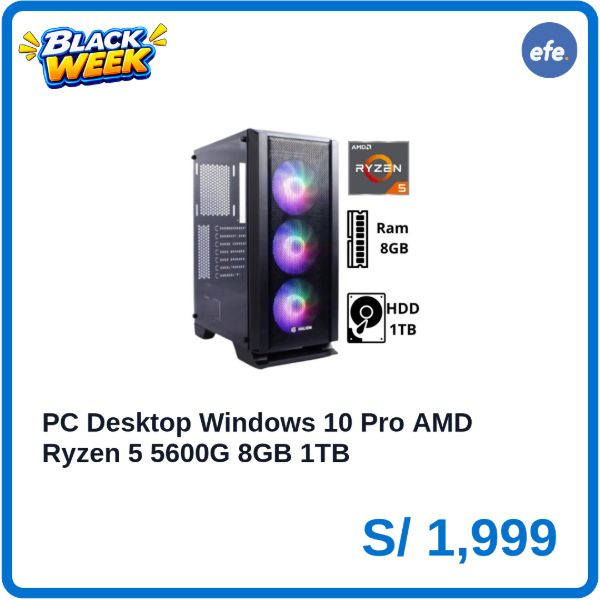 BLACK
WEEK
efe.
AMD
RYZEN
5
Ram
8GB
HDD
1TB
PC Desktop Windows 10 Pro AMD
Ryzen 5 5600G 8GB 1TB
S/ 1,999